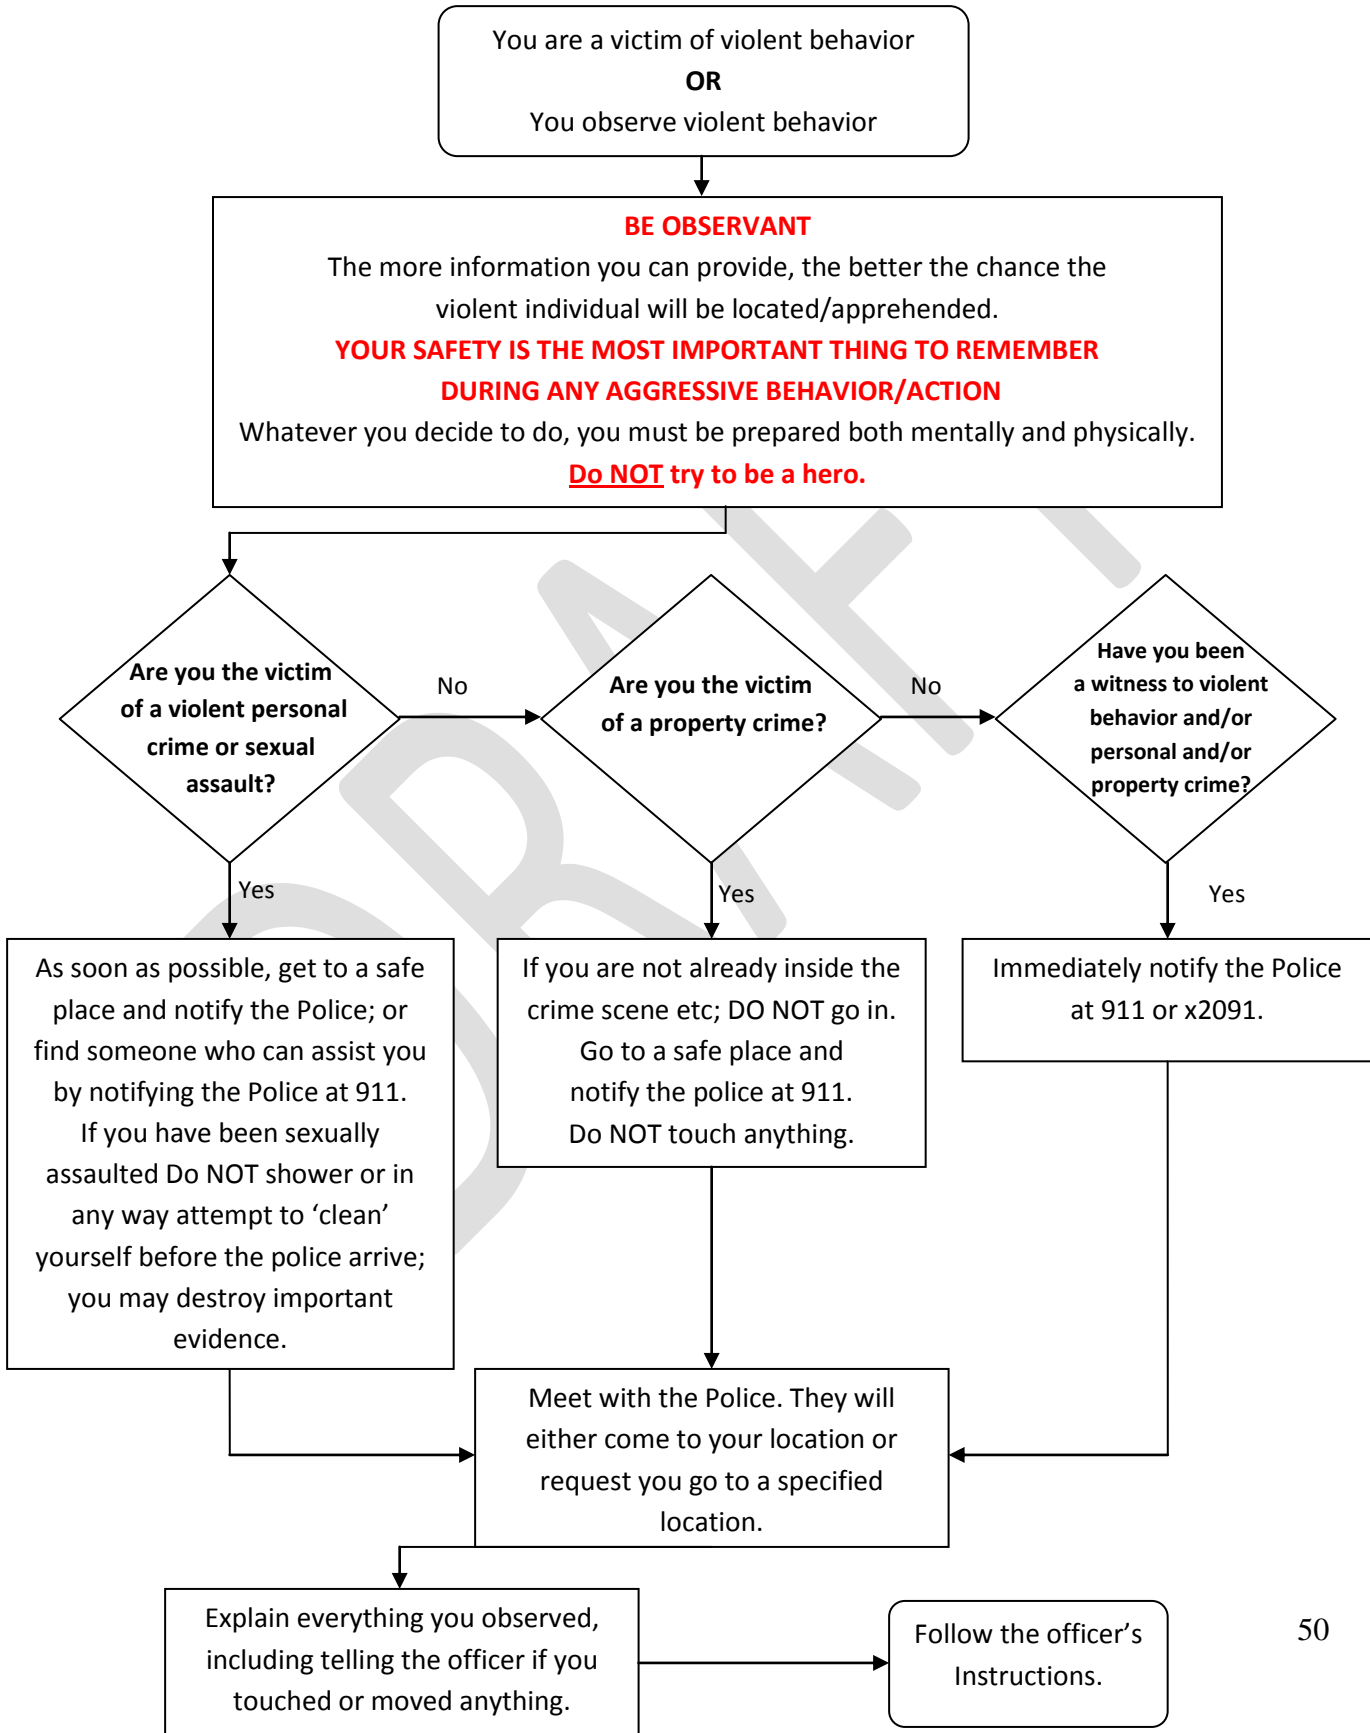 You are a victim of violent behavior
OR
You observe violent behavior
BE OBSERVANT
The more information you can provide, the better the chance the
violent individual will be located/apprehended.
YOUR SAFETY IS THE MOST IMPORTANT THING TO REMEMBER
DURING ANY AGGRESSIVE BEHAVIOR/ACTION
Whatever you decide to do, you must be prepared both mentally and physically.
Do NOT try to be a hero.
Are you the victim
of a violent personal
crime or sexual
assault?
No
Are you the victim
of a property crime?
No
Have you been
a witness to violent
behavior and/or
personal and/or
property crime?
Yes
Yes
Yes
As soon as possible, get to a safe
place and notify the Police; or
find someone who can assist you
by notifying the Police at 911.
If you have been sexually
assaulted Do NOT shower or in
any way attempt to ‘clean’
yourself before the police arrive;
you may destroy important
evidence.
If you are not already inside the
crime scene etc; DO NOT go in.
Go to a safe place and
notify the police at 911.
Do NOT touch anything.
Immediately notify the Police
at 911 or x2091.
Meet with the Police. They will
either come to your location or
request you go to a specified
location.
Explain everything you observed,
including telling the officer if you
touched or moved anything.
Follow the officer’s
Instructions.
50
DRAFT